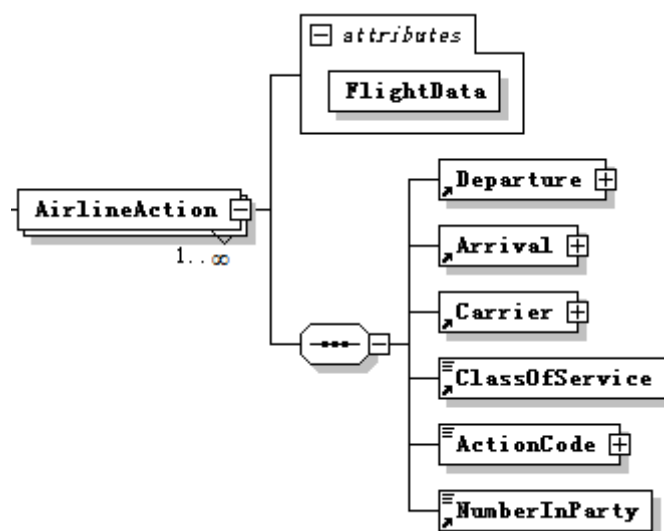 attributes
FlightData
Departure
AirlineAction
1..∞
Arrival
Carrier
ClassOfService
ActionCode
NumberInParty